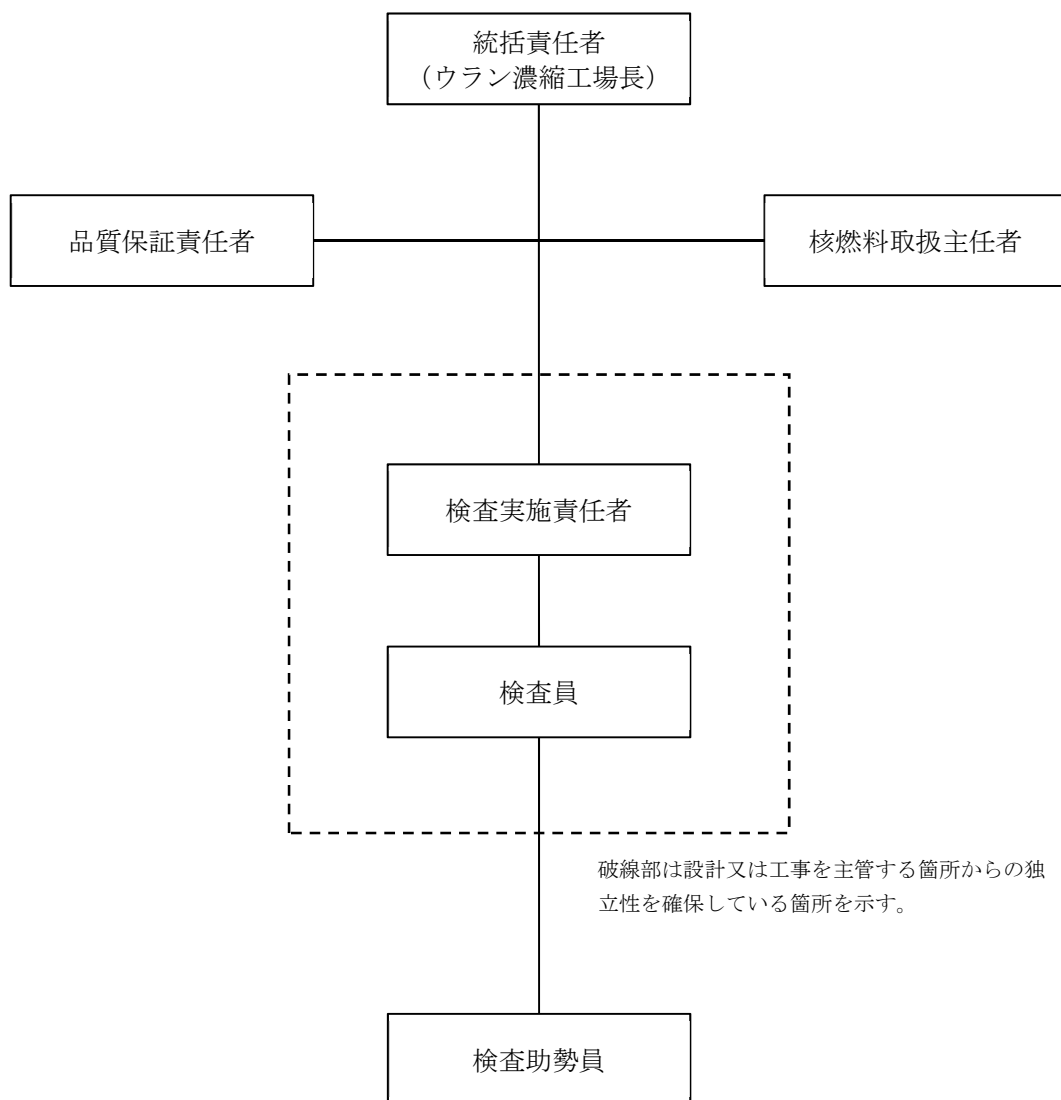 統括責任者
（ウラン濃縮工場長）
品質保証責任者
核燃料取扱主任者
検査実施責任者
検査員
破線部は設計又は工事を主管する箇所からの独
立性を確保している箇所を示す。
検査助勢員